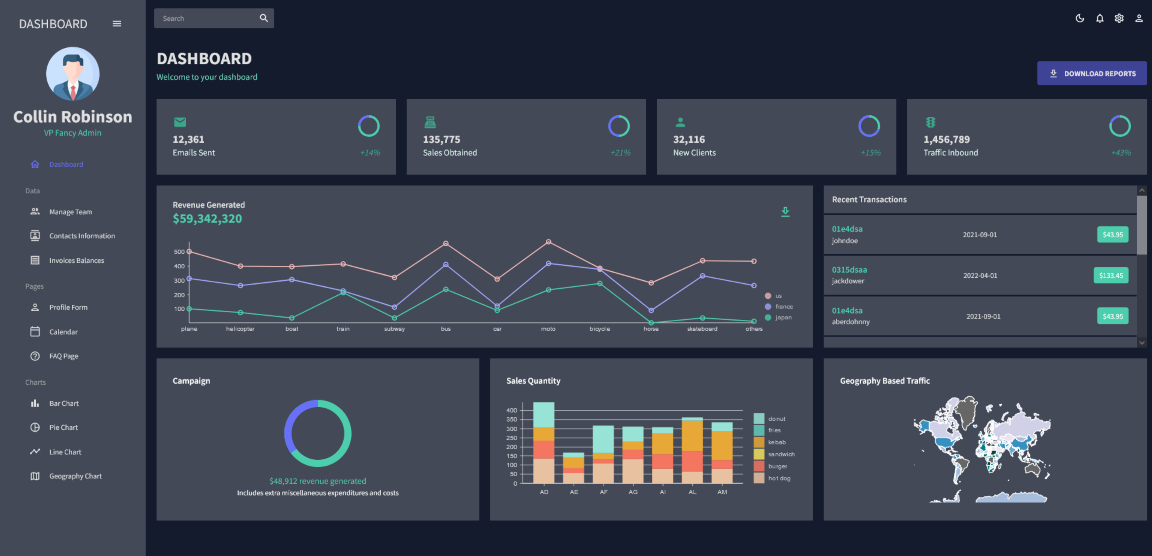 DASHBOARD
Collin Robinson
VP Fancy Admin
Dashboard
Data
Manage Team
Contacts Information
Invoices Balances
Pages
Profile Form
Calendar
FAQ Page
Charts
Bar Chart
Pie Chart
Line Chart
Geography Chart
Search
DASHBOARD
Welcome to your dashboard
DOWNLOAD REPORTS
12,361
Emails Sent
+14%
135,775
Sales Obtained
+21%
32,116
New Clients
+15%
1,456,789
Traffic Inbound
+43%
Revenue Generated
$59,342,320
500
400
300
200
100
plane helicopter boat train subway bus car moto bicycle horse skateboard others
us
france
japan
Recent Transactions
01e4dsa
johndoe
2021-09-01
$43.95
0315dsaa
jackdower
2022-04-01
$133.45
01e4dsa
aberdohnny
2021-09-01
$43.95
Campaign
$48,912 revenue generated
Includes extra miscellaneous expenditures and costs
Sales Quantity
400
350
300
250
200
150
100
50
0
AD AE AF AG AI AL AM
donut
fries
kebab
sandwich
burger
hot dog
Geography Based Traffic